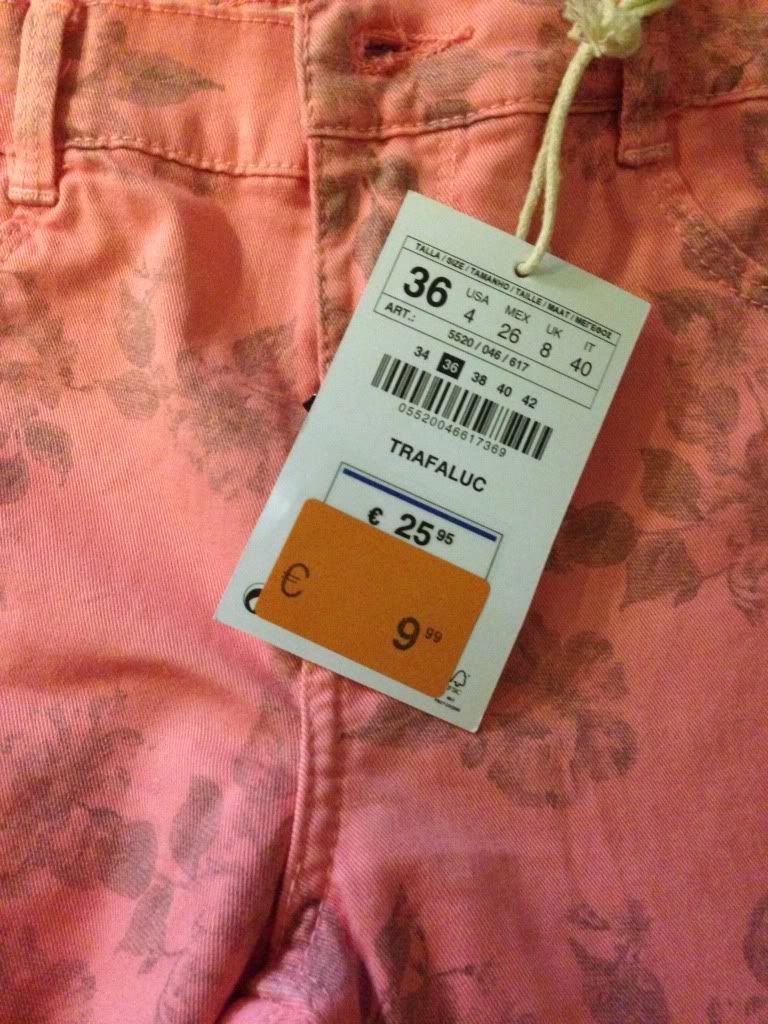 TALLA / SIZE / TAMANHO / TAILLE / MAAT / ΜΕΓΕΘΟΣ
36 USA 4 MEX 26 UK 8 IT 40
ART.: 5520 / 046 / 617
34 36 38 40 42
05520046617369
TRAFALUC
€ 25 95
€ 9 99
FSC